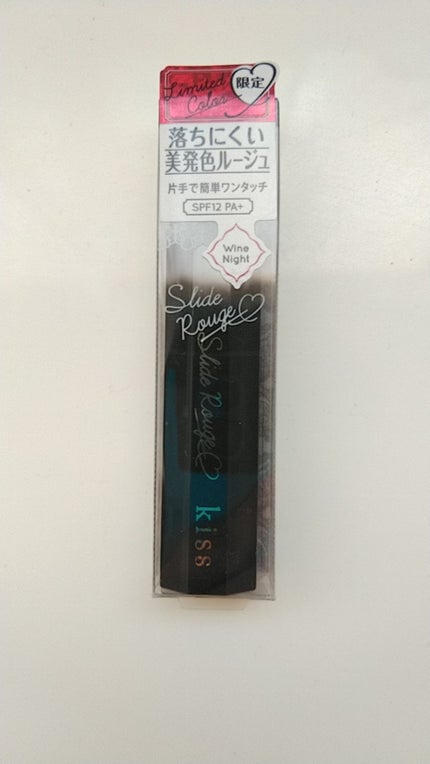 Limited
Color
限定
落ちにくい
美発色ルージュ
片手で簡単ワンタッチ
SPF12 PA+
Wine
Night
Slide
Rouge
Slide Rouge
kiss